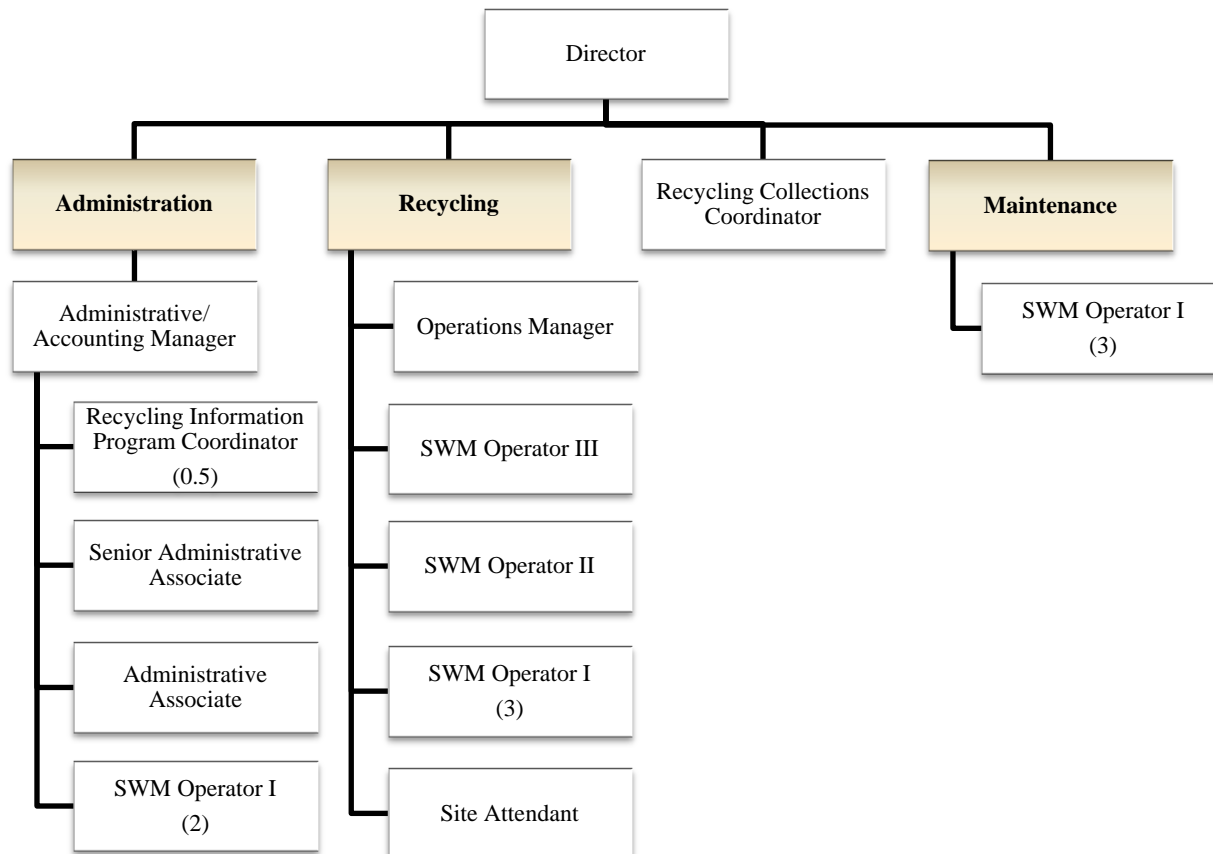 Director
Administration
Recycling
Recycling Collections
Coordinator
Maintenance
Administrative/
Accounting Manager
Operations Manager
SWM Operator I
(3)
Recycling Information
Program Coordinator
(0.5)
SWM Operator III
Senior Administrative
Associate
SWM Operator II
Administrative
Associate
SWM Operator I
(3)
SWM Operator I
(2)
Site Attendant